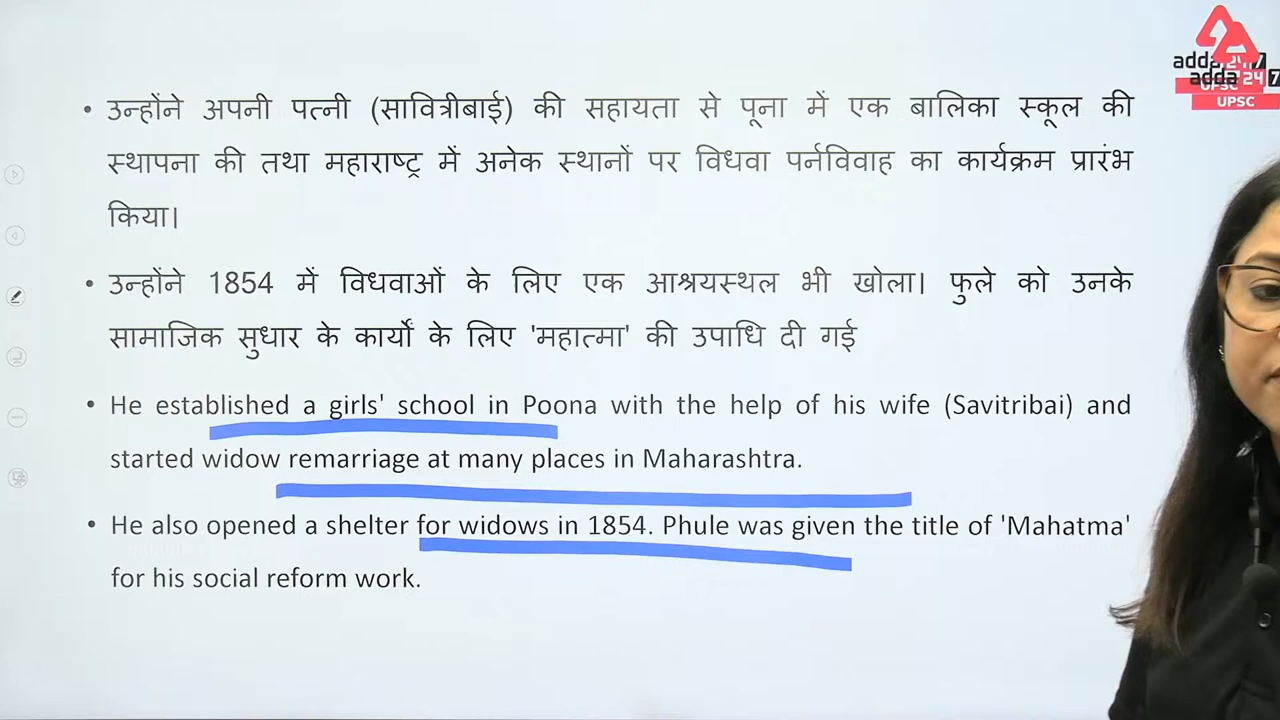 adda247
UPSC
adda247
UPSC
• उन्होंने अपनी पत्नी (सावित्रीबाई) की सहायता से पूना में एक बालिका स्कूल की
स्थापना की तथा महाराष्ट्र में अनेक स्थानों पर विधवा पर्नविवाह का कार्यक्रम प्रारंभ
किया।
• उन्होंने 1854 में विधवाओं के लिए एक आश्रयस्थल भी खोला। फुले को उनके
सामाजिक सुधार के कार्यो के लिए 'महात्मा' की उपाधि दी गई
• He established a girls' school in Poona with the help of his wife (Savitribai) and
started widow remarriage at many places in Maharashtra.
• He also opened a shelter for widows in 1854. Phule was given the title of 'Mahatma'
for his social reform work.